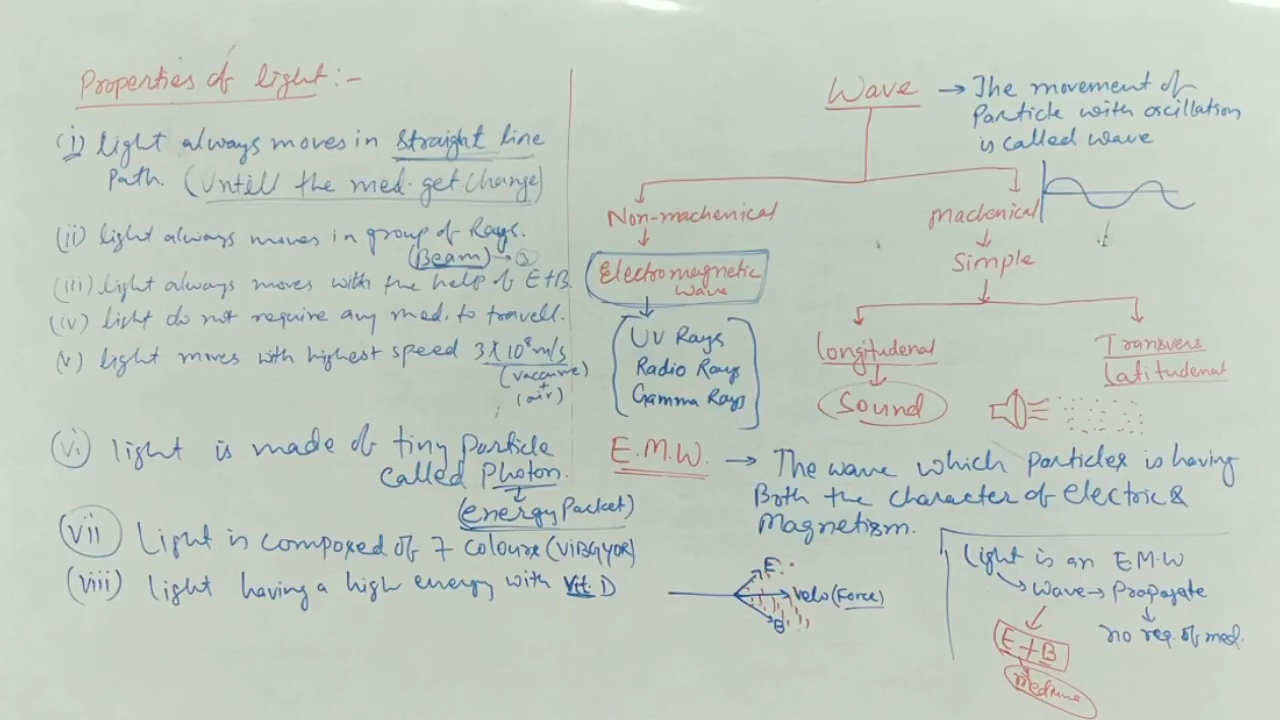 Properties of light :-
(i) light always moves in straight line
Path. (Untill the med. get change)
(ii) light always moves in group of Rays.
(Beam) → ②
(iii) light always moves with the help of E+B.
(iv) light do not require any med. to travell.
(v) light moves with highest speed 3X10⁸m/s
(vaccume)
+
(air)
(vi) light is made of tiny Particle
Called Photon.
(energy Packet)
(vii) Light is composed of 7 colours (VIBGYOR)
(viii) light having a high energy with Vit. D
Wave → The movement of
Particle with oscillation
is called wave
Non-machenical
machenical
Electromagnetic
wave
Simple
UV Rays
Radio Rays
Gamma Rays
Longitudenal
Transvers
Latitudenal
Sound
E.M.W. → The wave which particles is having
Both the character of electric &
Magnetism.
E
Velo (Force)
B
Light is an E.M.W
Wave → Propagate
E + B
no req. of med.